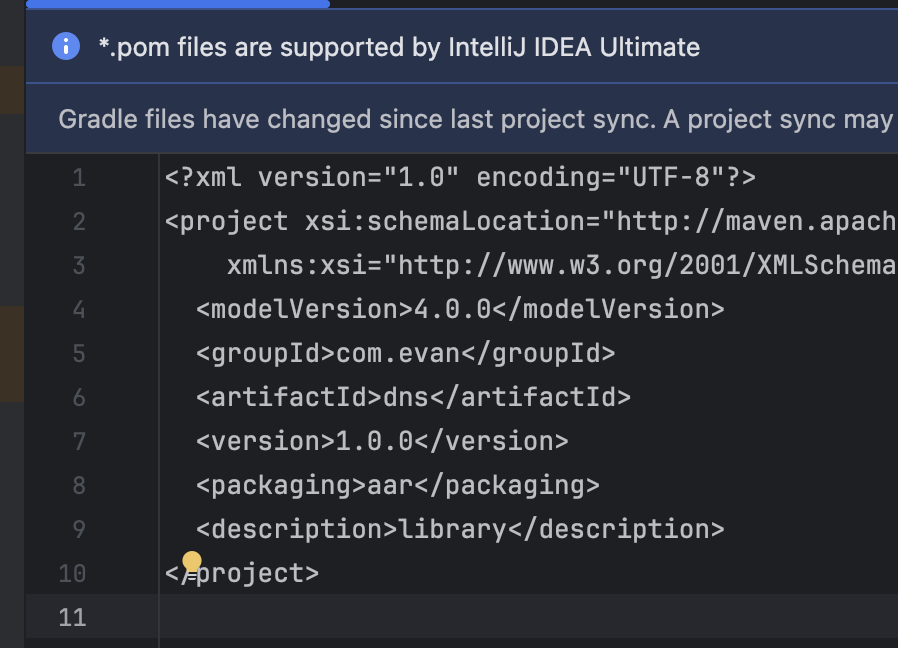 *.pom files are supported by IntelliJ IDEA Ultimate
Gradle files have changed since last project sync. A project sync may
1 <?xml version="1.0" encoding="UTF-8"?>
2 <project xsi:schemaLocation="http://maven.apach
3 xmlns:xsi="http://www.w3.org/2001/XMLSchema
4 <modelVersion>4.0.0</modelVersion>
5 <groupId>com.evan</groupId>
6 <artifactId>dns</artifactId>
7 <version>1.0.0</version>
8 <packaging>aar</packaging>
9 <description>library</description>
10 </project>
11